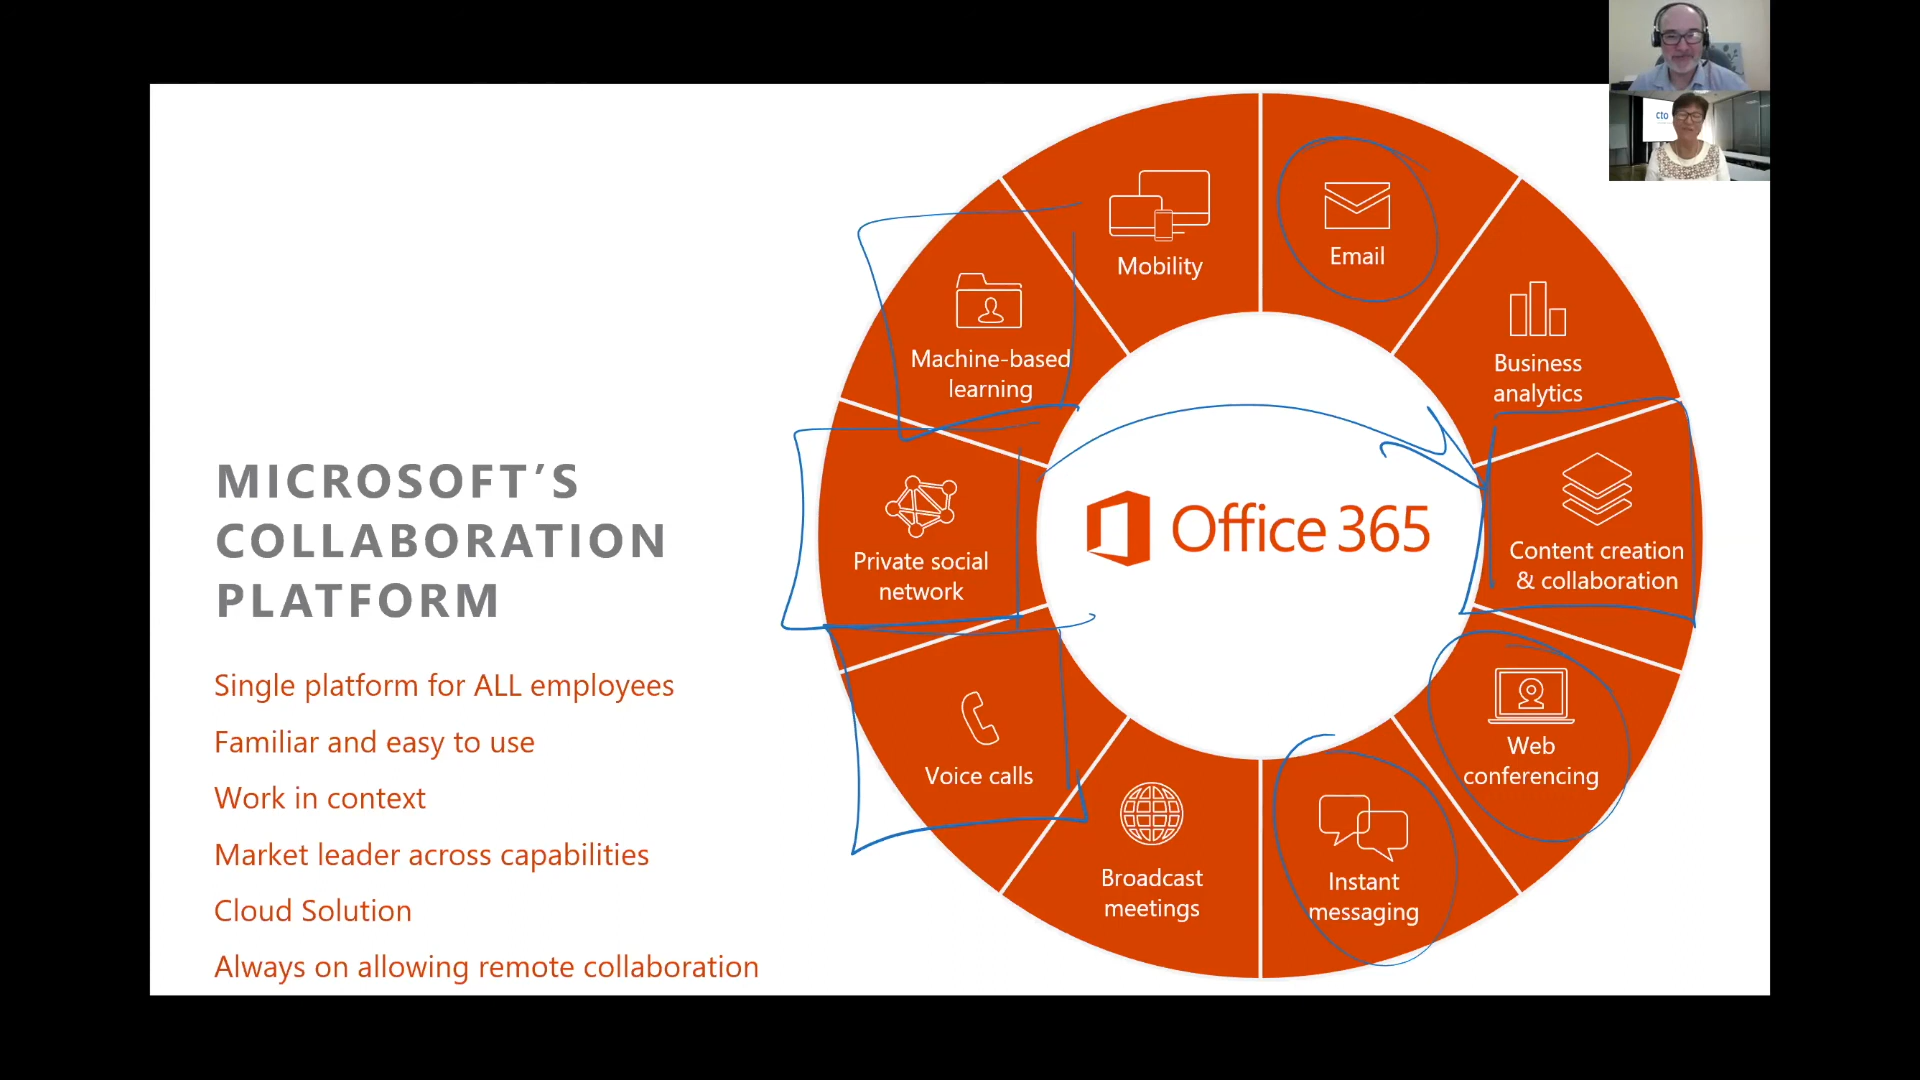 MICROSOFT’S
COLLABORATION
PLATFORM
Single platform for ALL employees
Familiar and easy to use
Work in context
Market leader across capabilities
Cloud Solution
Always on allowing remote collaboration
Office 365
Mobility
Email
Business
analytics
Content creation
& collaboration
Web
conferencing
Instant
messaging
Broadcast
meetings
Voice calls
Private social
network
Machine-based
learning
cto